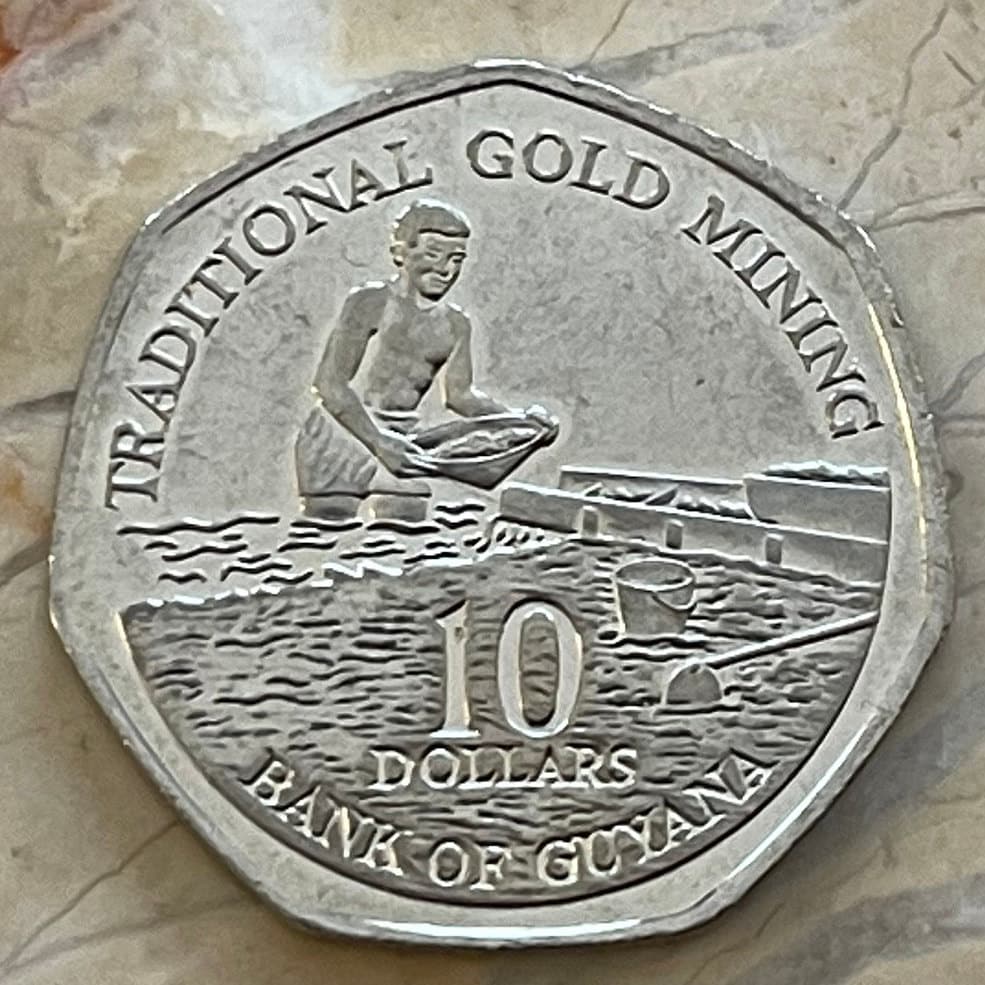 TRADITIONAL GOLD MINING
10
DOLLARS
BANK OF GUYANA